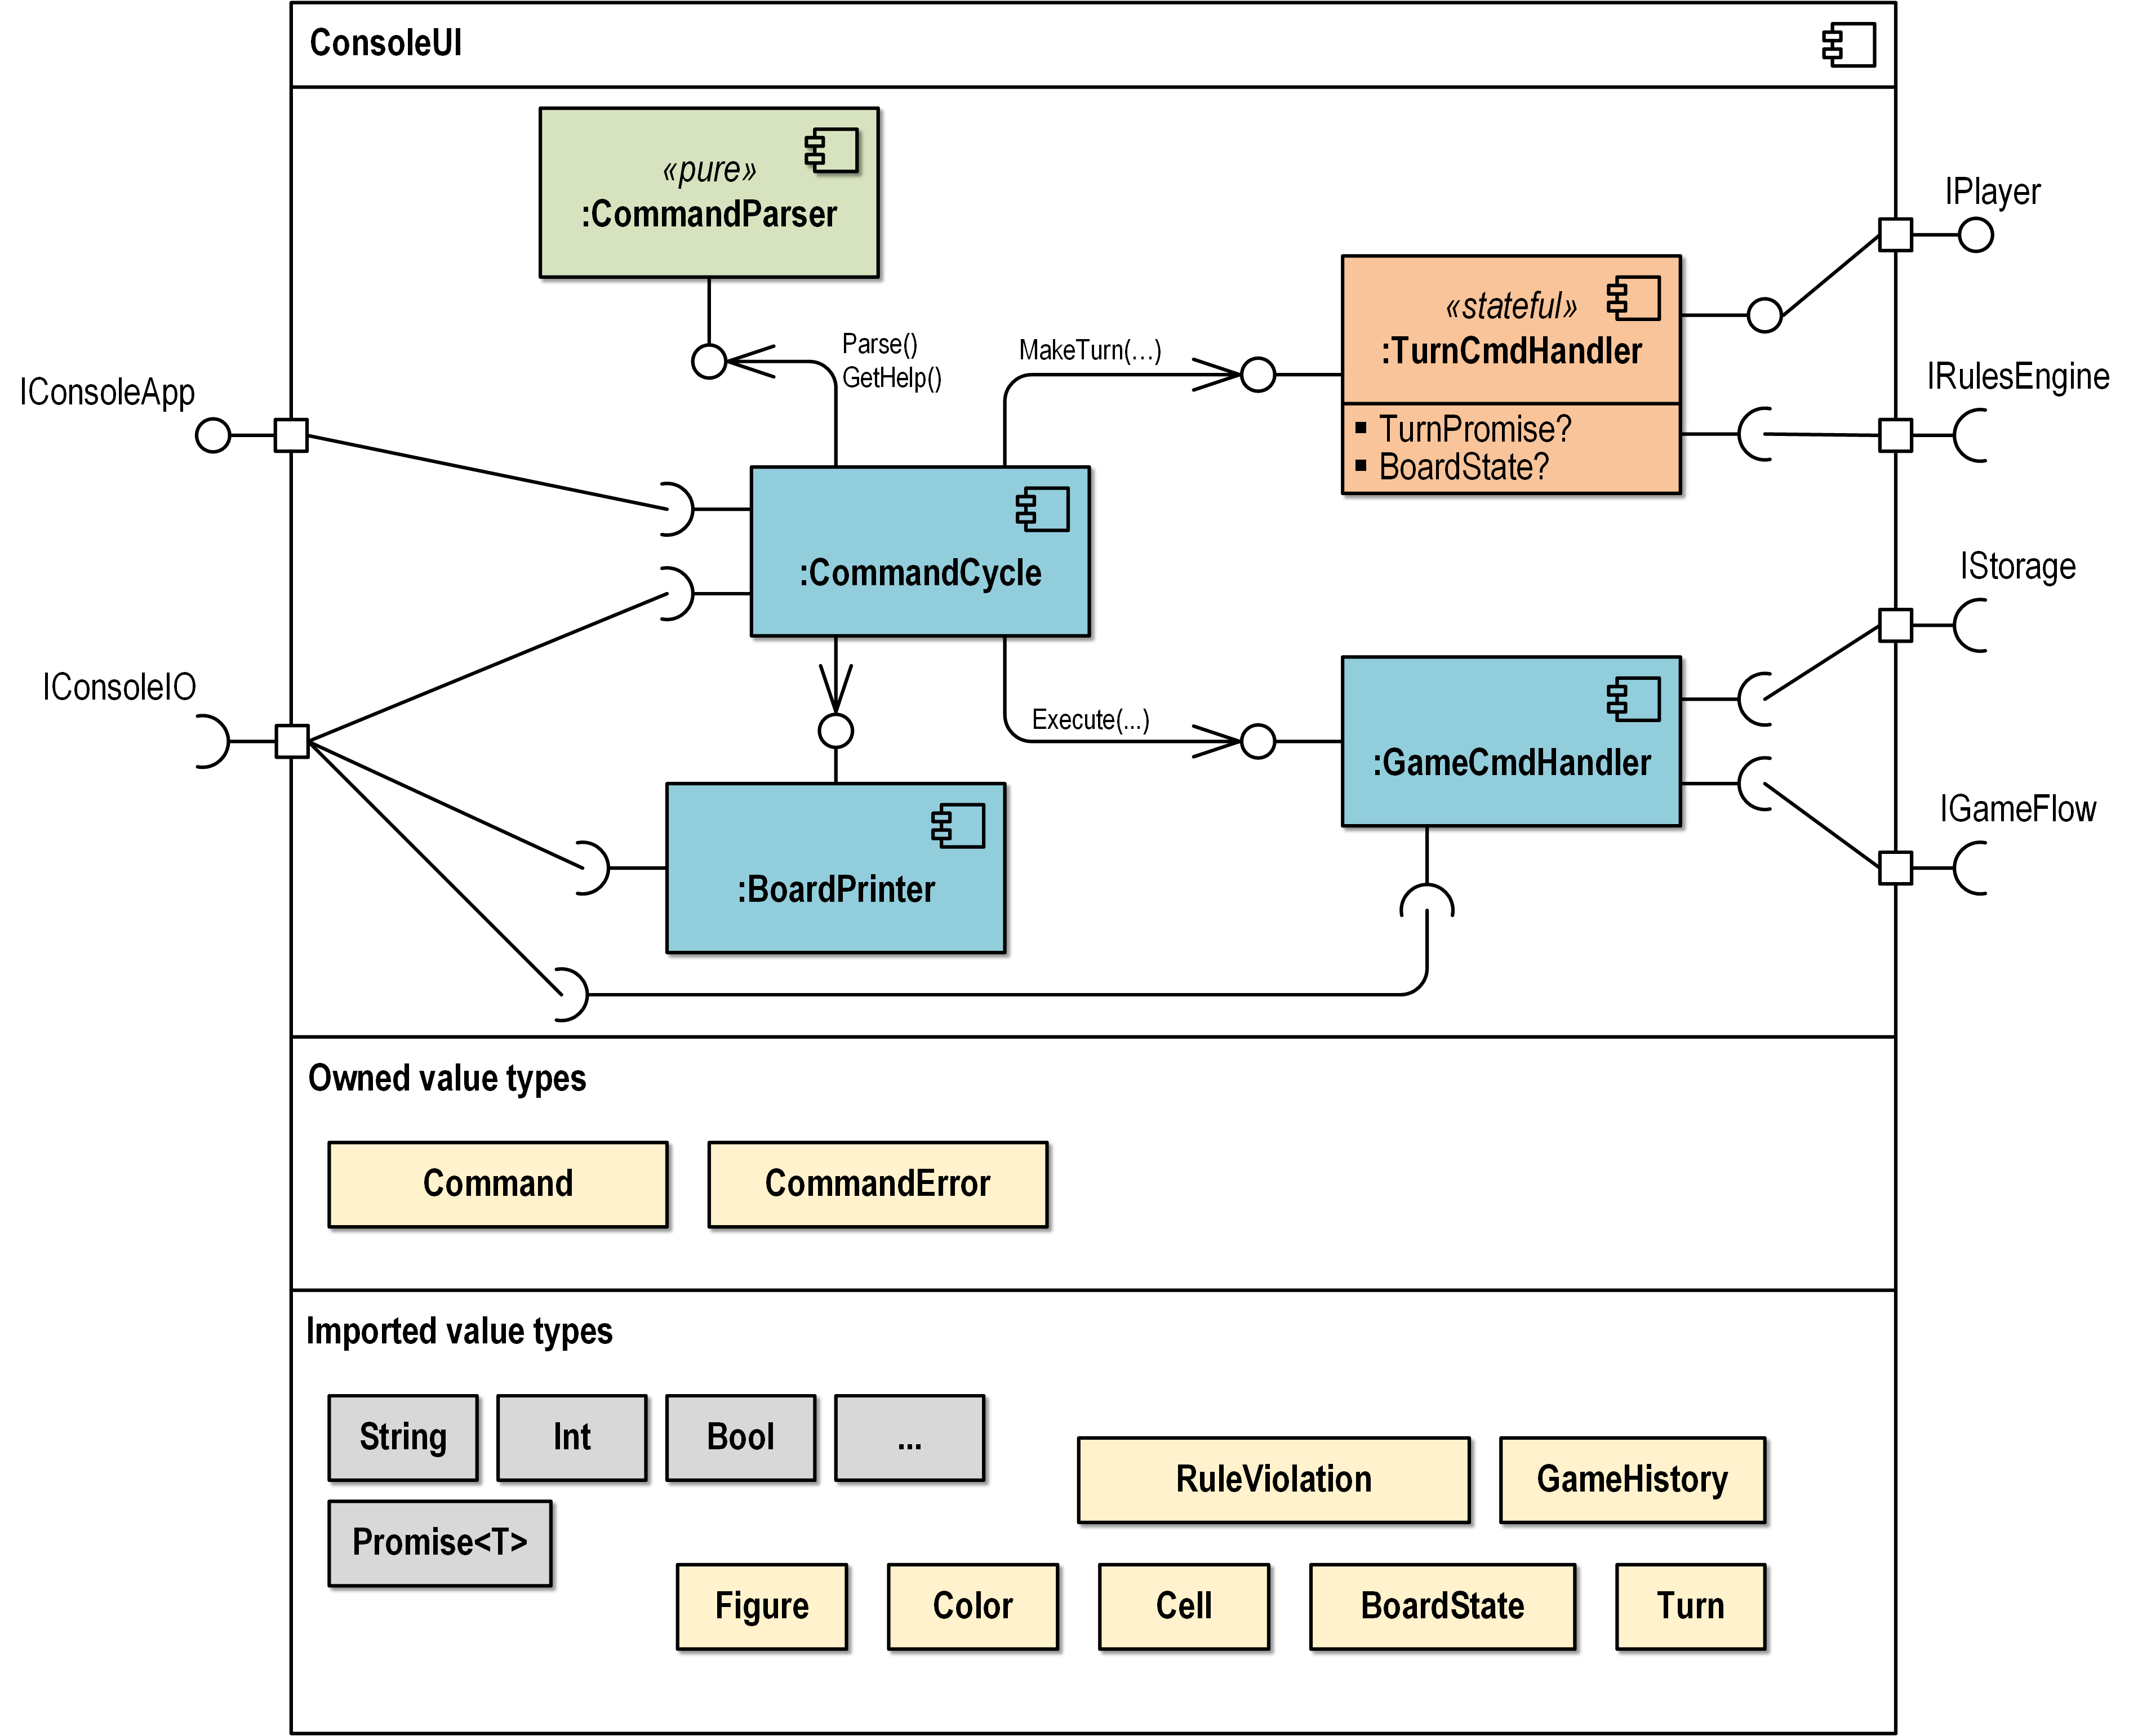 ConsoleUI
«pure»
:CommandParser
IPlayer
«stateful»
:TurnCmdHandler
TurnPromise?
BoardState?
Parse()
GetHelp()
MakeTurn(…)
IConsoleApp
IRulesEngine
:CommandCycle
IStorage
IConsoleIO
Execute(...)
:GameCmdHandler
IGameFlow
:BoardPrinter
Owned value types
Command
CommandError
Imported value types
String
Int
Bool
...
RuleViolation
GameHistory
Promise<T>
Figure
Color
Cell
BoardState
Turn